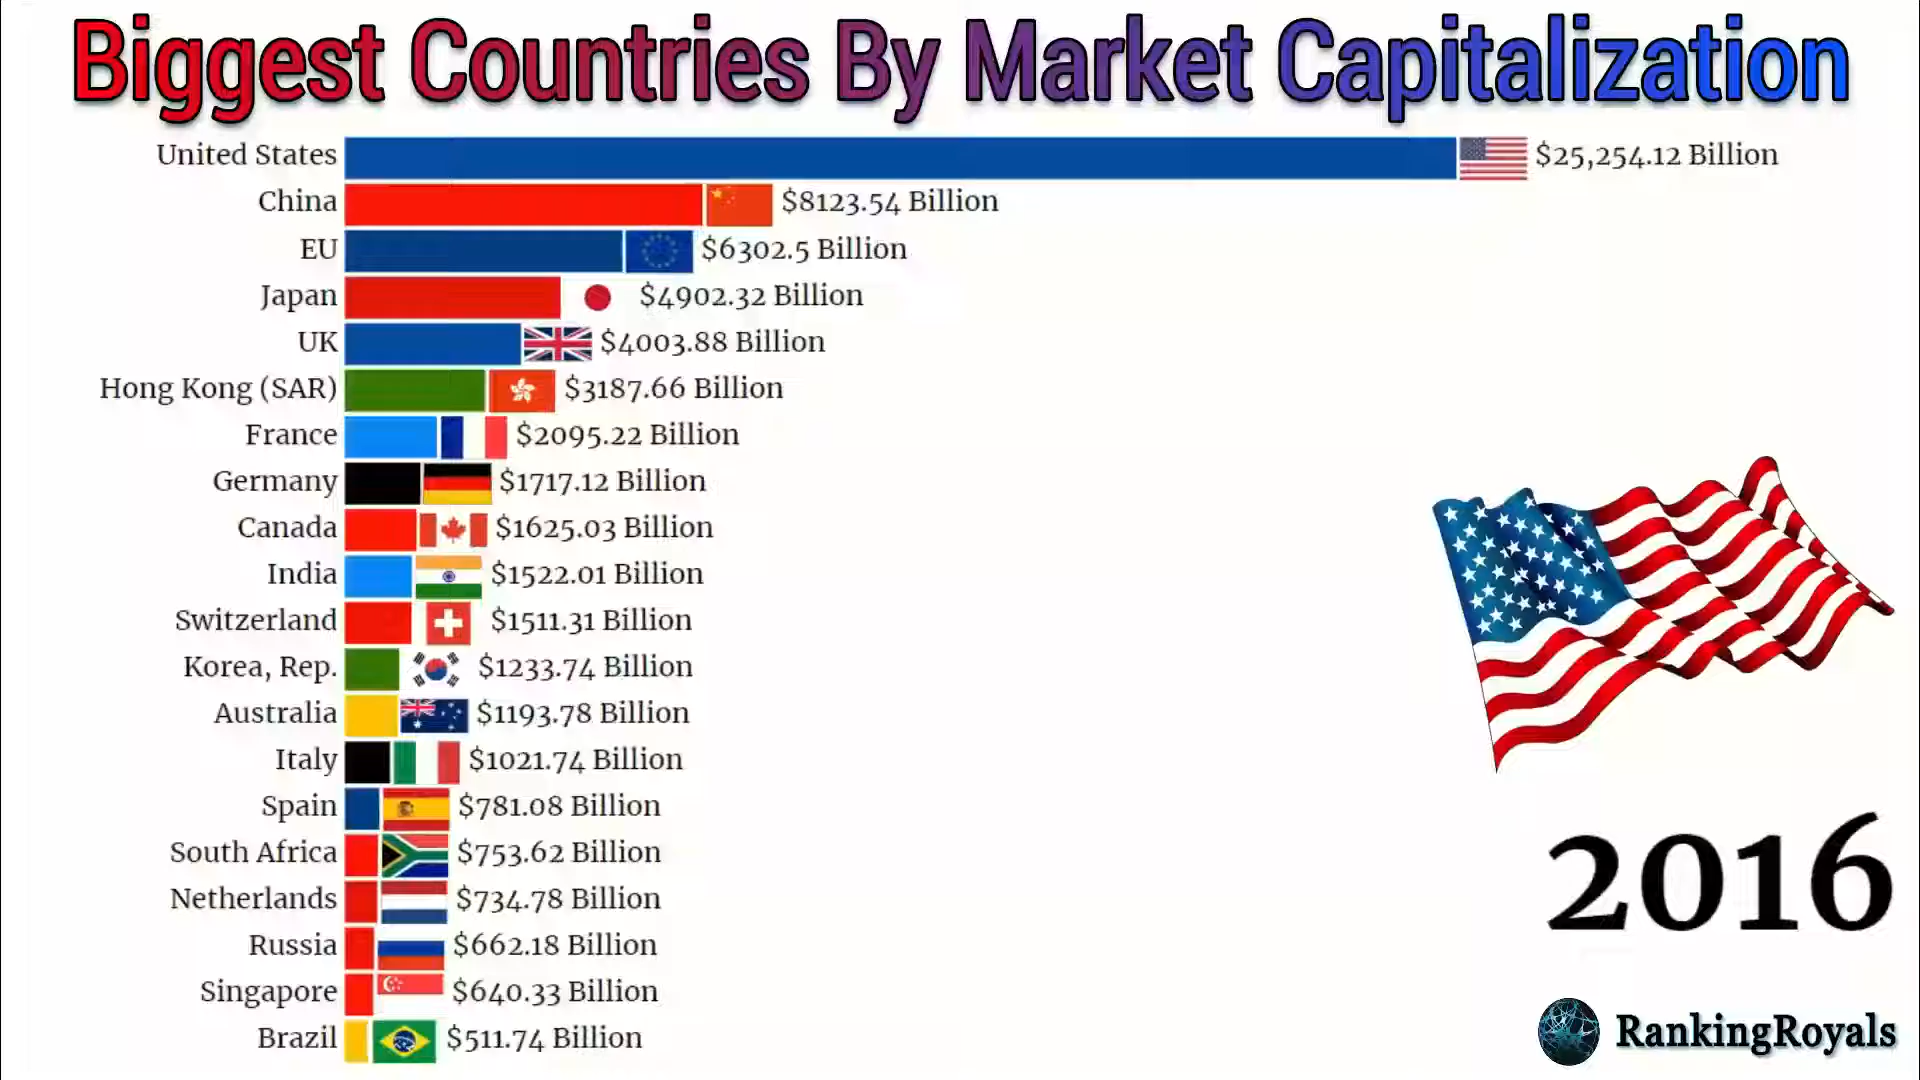 Biggest Countries By Market Capitalization
United States $25,254.12 Billion
China $8123.54 Billion
EU $6302.5 Billion
Japan $4902.32 Billion
UK $4003.88 Billion
Hong Kong (SAR) $3187.66 Billion
France $2095.22 Billion
Germany $1717.12 Billion
Canada $1625.03 Billion
India $1522.01 Billion
Switzerland $1511.31 Billion
Korea, Rep. $1233.74 Billion
Australia $1193.78 Billion
Italy $1021.74 Billion
Spain $781.08 Billion
South Africa $753.62 Billion
Netherlands $734.78 Billion
Russia $662.18 Billion
Singapore $640.33 Billion
Brazil $511.74 Billion
2016
RankingRoyals